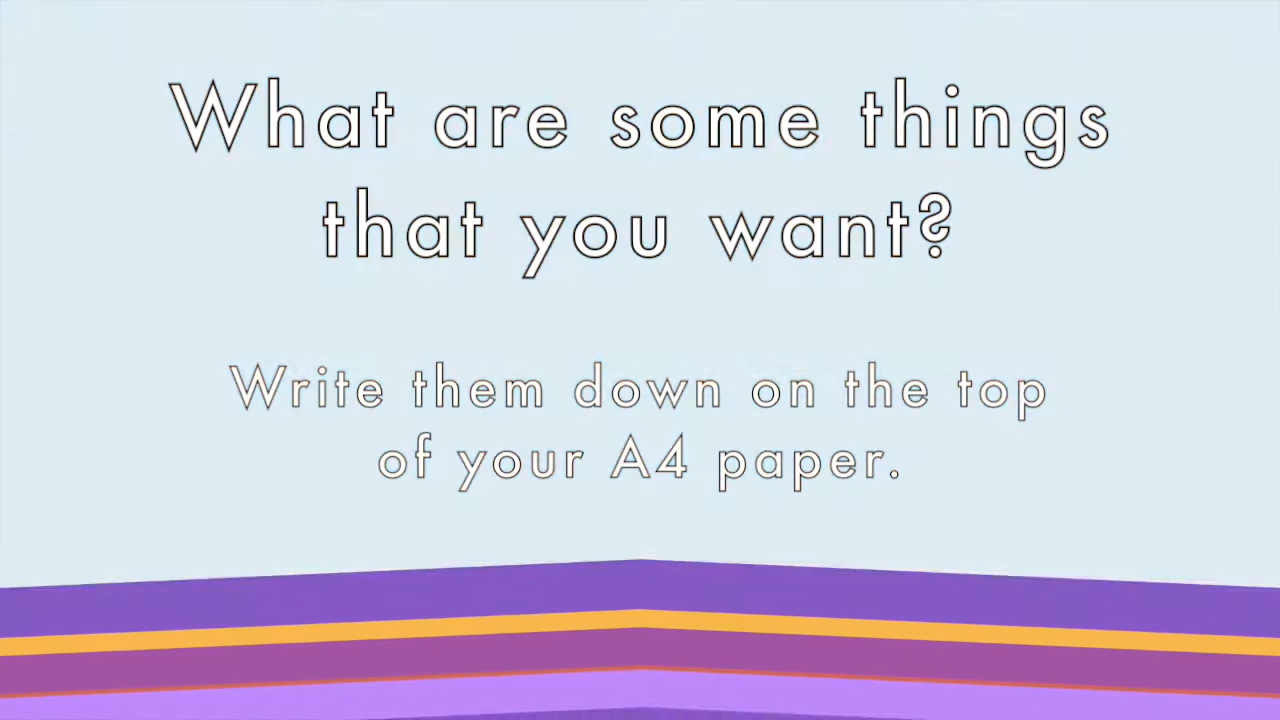 What are some things
that you want?
Write them down on the top
of your A4 paper.